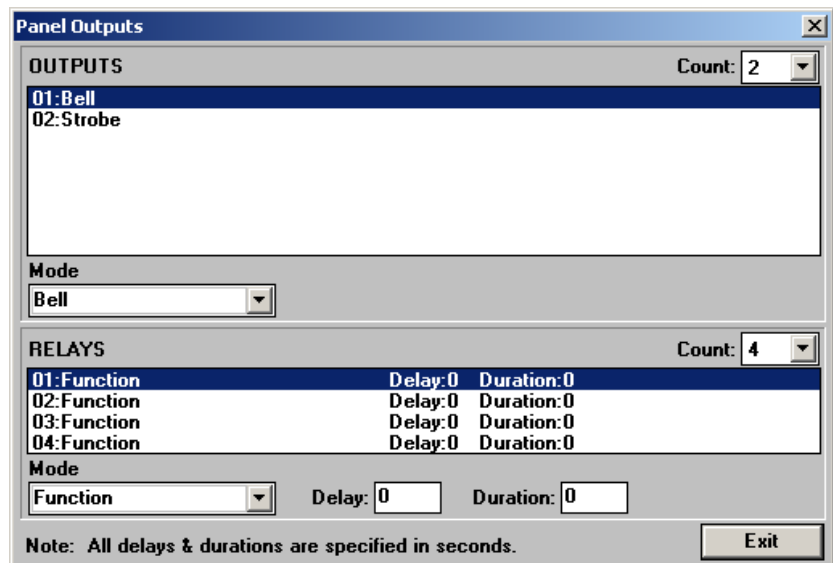 Panel Outputs
OUTPUTS Count: 2
01:Bell
02:Strobe
Mode
Bell
RELAYS Count: 4
01:Function Delay:0 Duration:0
02:Function Delay:0 Duration:0
03:Function Delay:0 Duration:0
04:Function Delay:0 Duration:0
Mode
Function Delay: 0 Duration: 0
Note: All delays & durations are specified in seconds. Exit